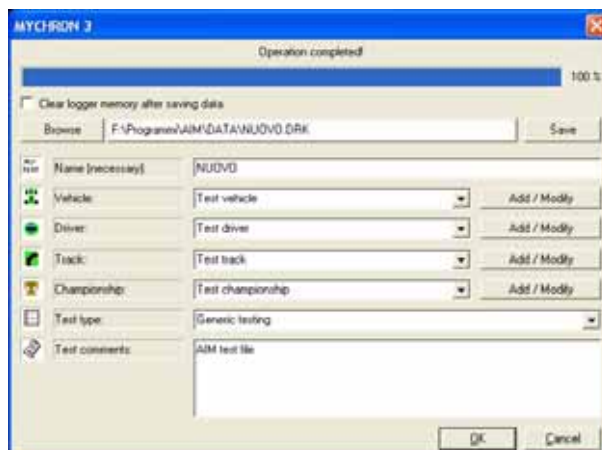 MYCHRON 3
Operation completed!
100 %
Clear logger memory after saving data
Browse F:\Programmi\AIM\DATA\NUOVO.DRK Save
Name (necessary): NUOVO
Vehicle: Test vehicle Add / Modify
Driver: Test driver Add / Modify
Track: Test track Add / Modify
Championship: Test championship Add / Modify
Test type: Generic testing
Test comments: AIM test file
OK Cancel